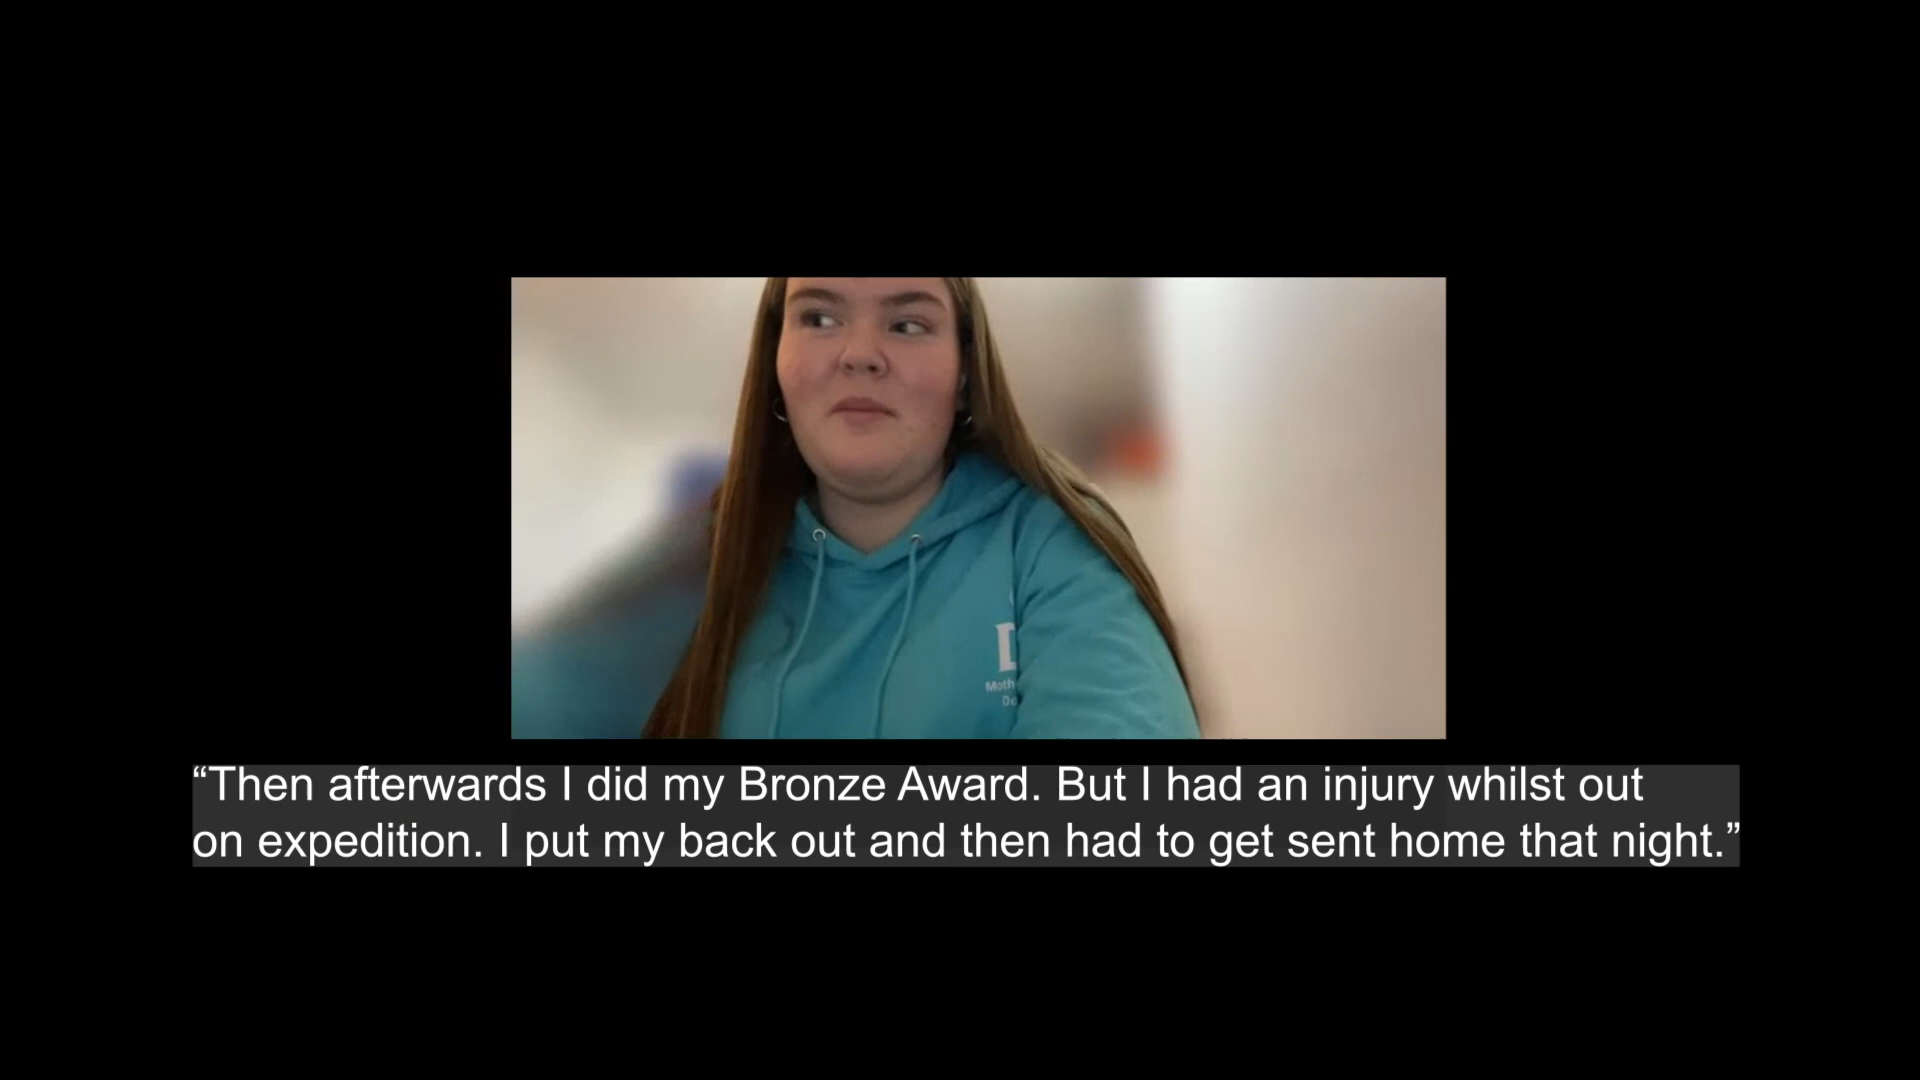 Moth
“Then afterwards I did my Bronze Award. But I had an injury whilst out
on expedition. I put my back out and then had to get sent home that night.”